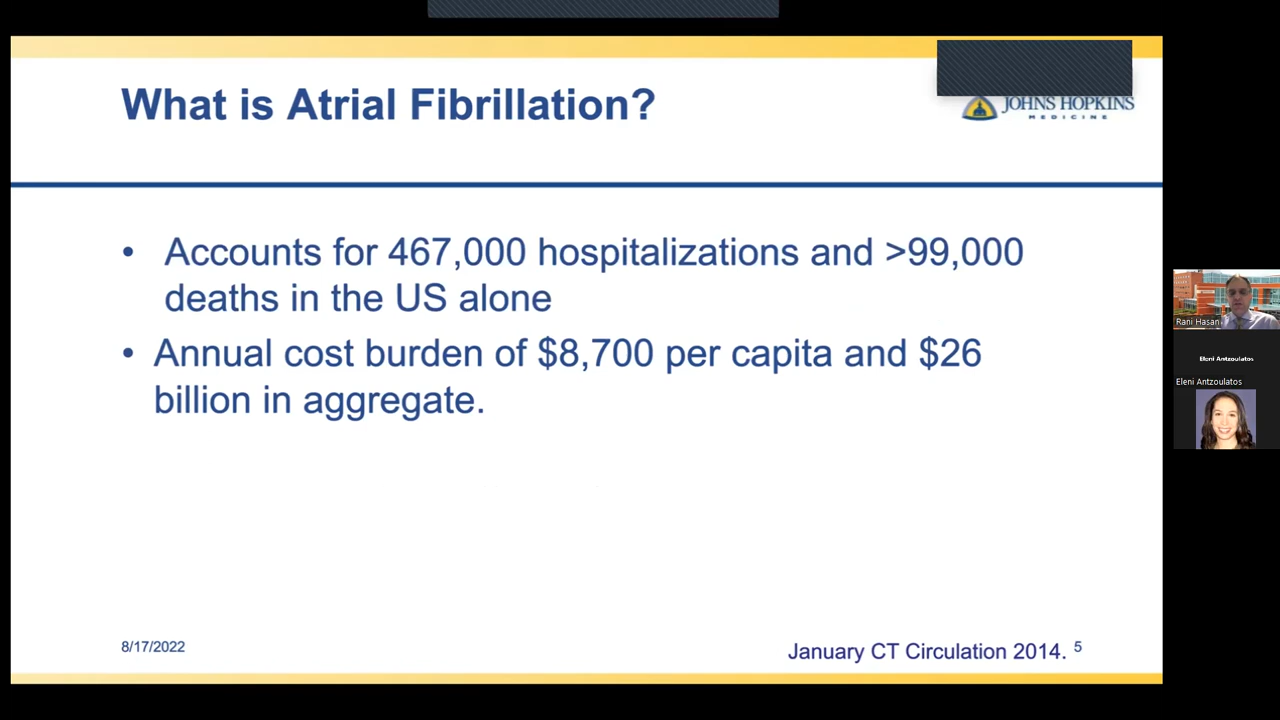 What is Atrial Fibrillation?
JOHNS HOPKINS
MEDICINE
• Accounts for 467,000 hospitalizations and >99,000
deaths in the US alone
• Annual cost burden of $8,700 per capita and $26
billion in aggregate.
8/17/2022
January CT Circulation 2014. 5
Rani Hasan
Eleni Antzoulatos
Eleni Antzoulatos